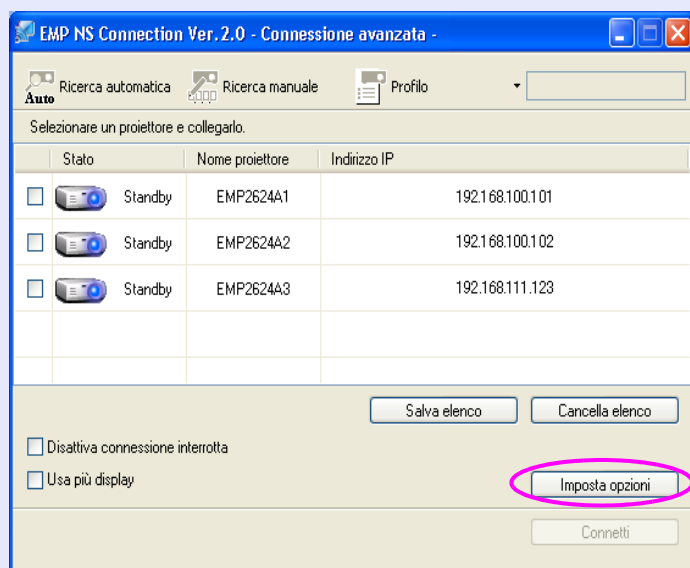 EMP NS Connection Ver.2.0 - Connessione avanzata -
Auto Ricerca automatica Ricerca manuale Profilo
Selezionare un proiettore e collegarlo.
Stato Nome proiettore Indirizzo IP
Standby EMP2624A1 192.168.100.101
Standby EMP2624A2 192.168.100.102
Standby EMP2624A3 192.168.111.123
Salva elenco Cancella elenco
Disattiva connessione interrotta
Usa più display
Imposta opzioni
Connetti